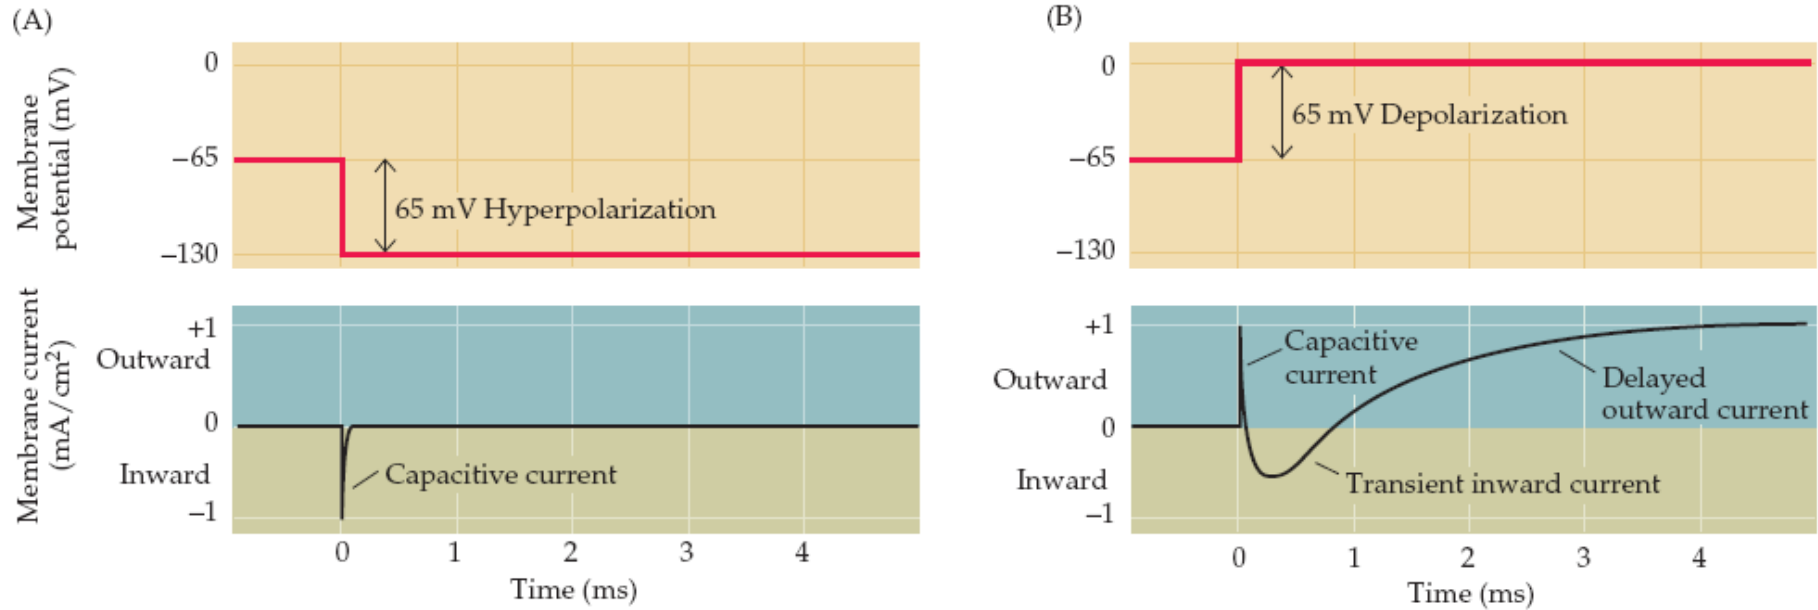 (A)
Membrane
potential (mV)
0
–65
–130
65 mV Hyperpolarization
Membrane current
(mA/cm²)
+1
Outward
0
Inward
–1
Capacitive current
0 1 2 3 4
Time (ms)
(B)
0
–65
–130
65 mV Depolarization
+1
Outward
0
Inward
–1
Capacitive
current
Delayed
outward current
Transient inward current
0 1 2 3 4
Time (ms)